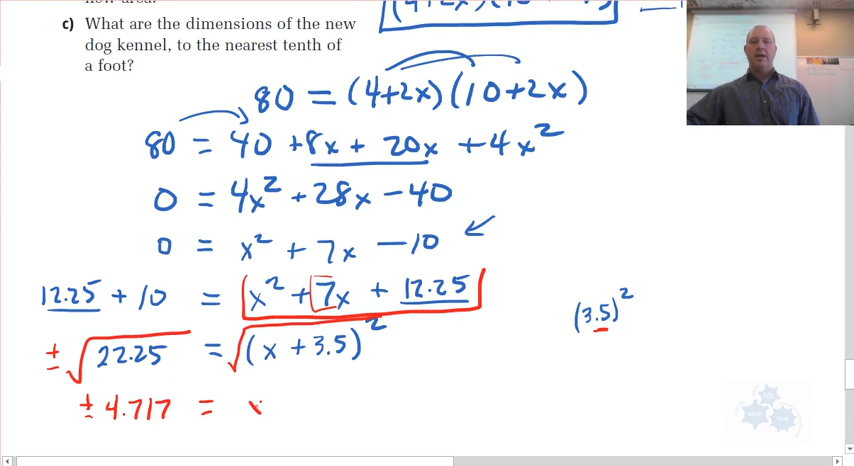 c) What are the dimensions of the new
dog kennel, to the nearest tenth of
a foot?
80 = (4+2x)(10+2x)
80 = 40 +8x + 20x + 4x²
0 = 4x² + 28x - 40
0 = x² + 7x - 10
12.25 + 10 = x² + 7x + 12.25
(3.5)²
± √22.25 = √(x + 3.5)²
± 4.717 =